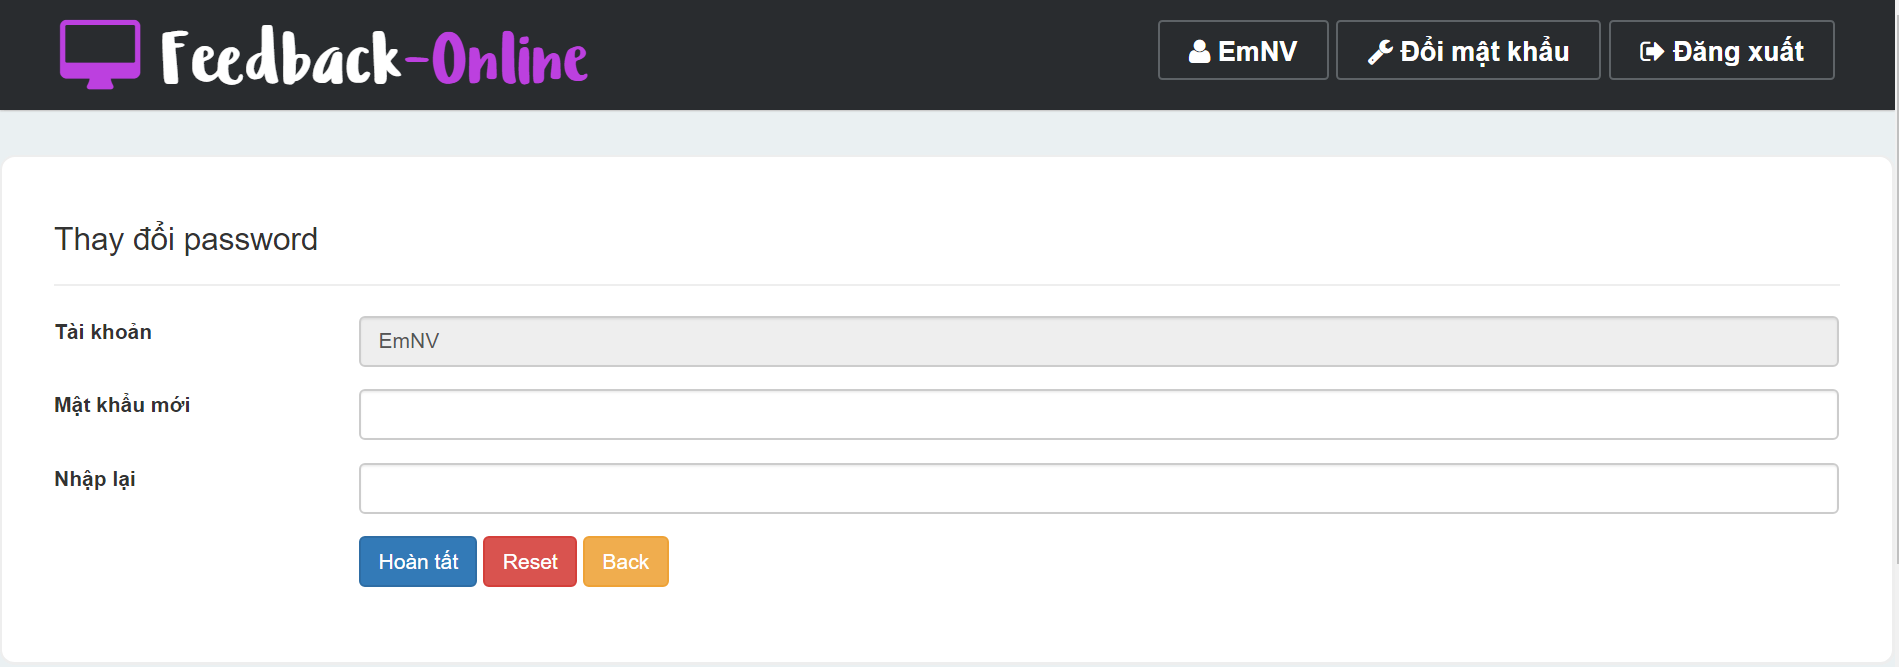 Feedback-Online
EmNV
Đổi mật khẩu
Đăng xuất
Thay đổi password
Tài khoản
EmNV
Mật khẩu mới
Nhập lại
Hoàn tất
Reset
Back